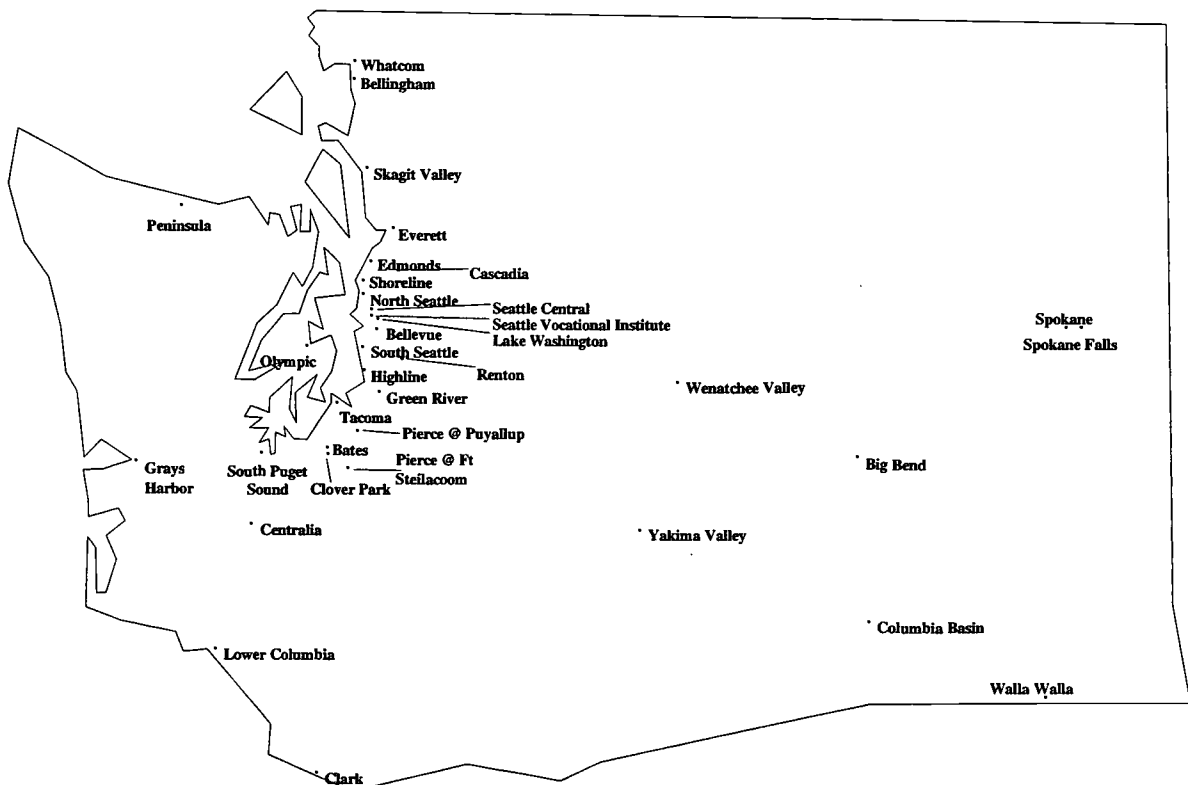 Whatcom
Bellingham
Skagit Valley
Peninsula
Everett
Edmonds
Cascadia
Shoreline
North Seattle
Seattle Central
Seattle Vocational Institute
Lake Washington
Bellevue
Spokane
Spokane Falls
Olympic
South Seattle
Renton
Highline
Wenatchee Valley
Green River
Tacoma
Pierce @ Puyallup
Bates
Pierce @ Ft
Steilacoom
Clover Park
Grays
Harbor
South Puget
Sound
Big Bend
Centralia
Yakima Valley
Columbia Basin
Lower Columbia
Walla Walla
Clark